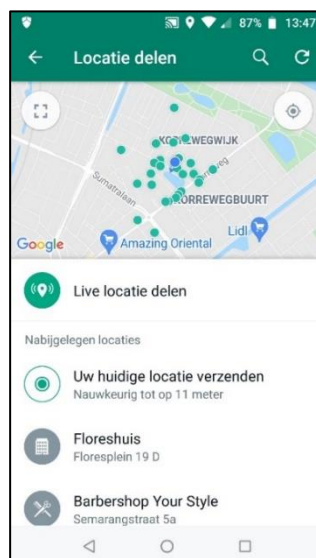 87% 13:47
Locatie delen
KORREWEGWIJK
Sumatralaan
KORREWEGBUURT
Lidl
Google
Amazing Oriental
Live locatie delen
Nabijgelegen locaties
Uw huidige locatie verzenden
Nauwkeurig tot op 11 meter
Floreshuis
Floresplein 19 D
Barbershop Your Style
Semarangstraat 5a